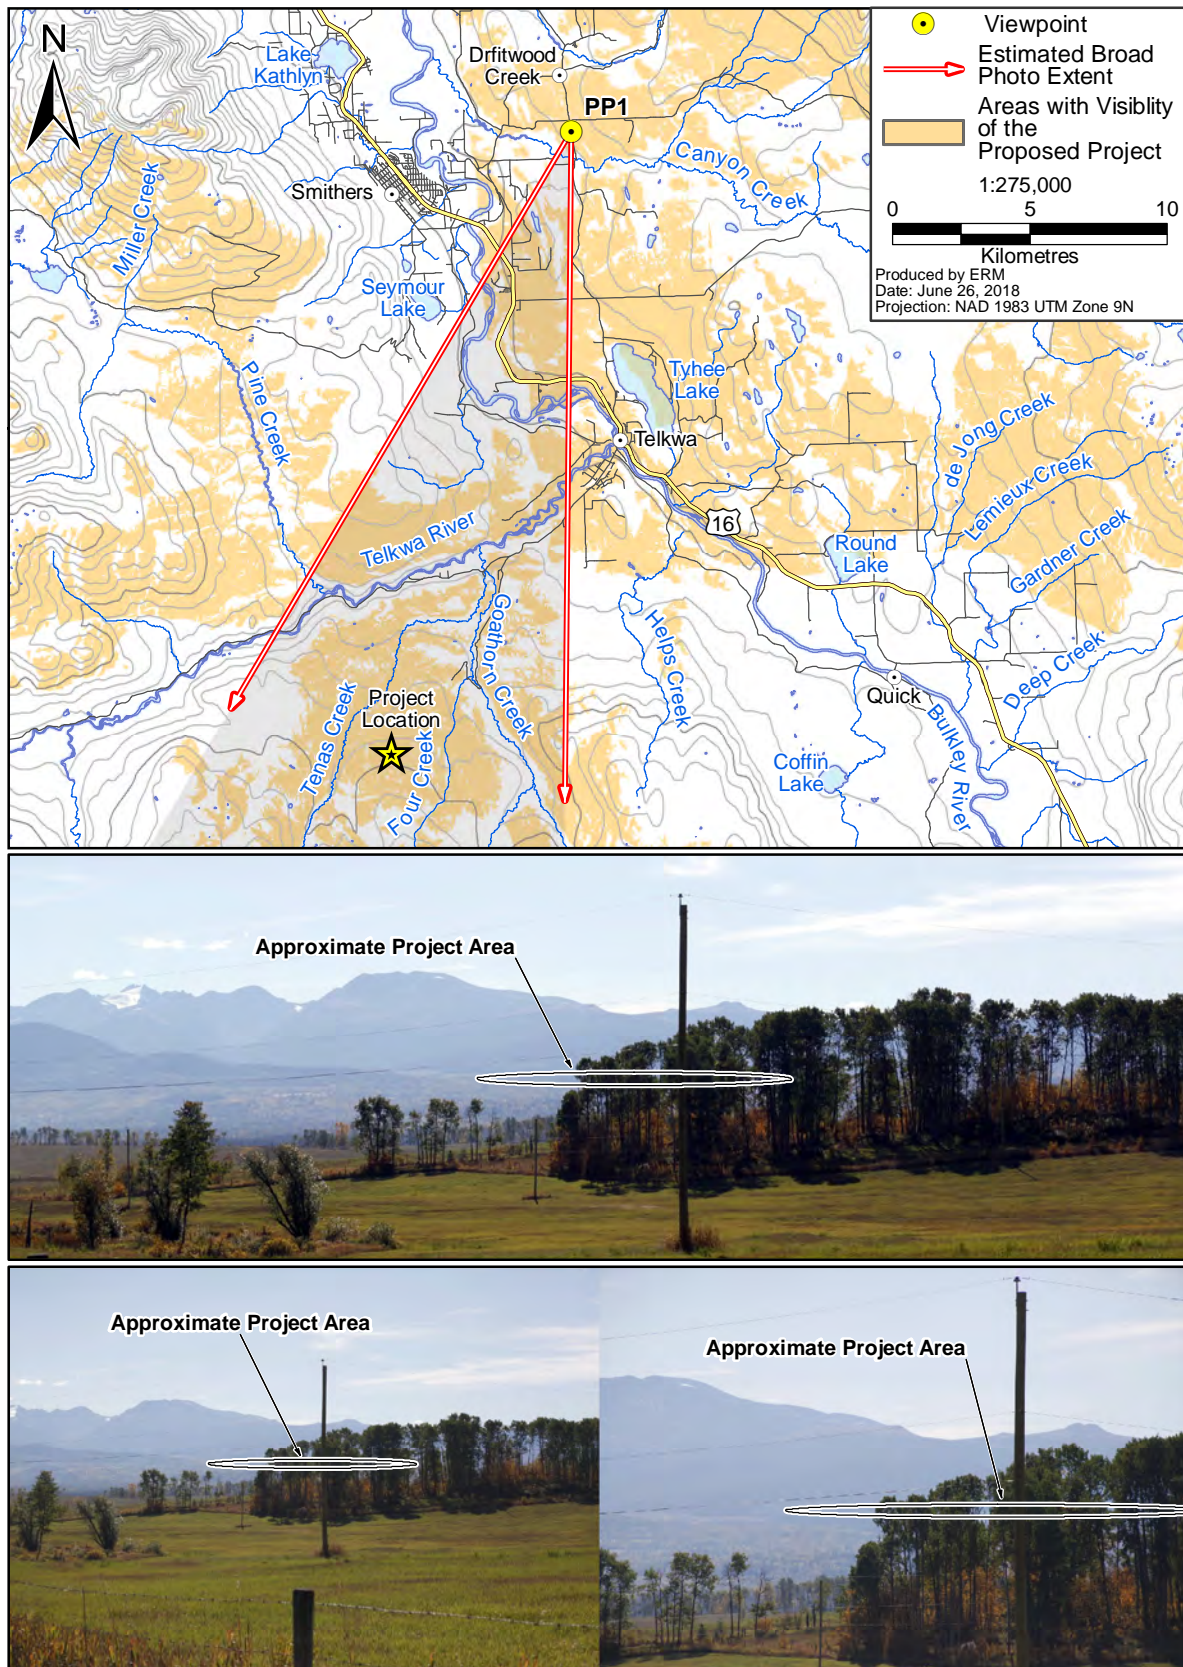 N
Lake
Kathlyn
Drfitwood
Creek
PP1
Canyon Creek
Smithers
Miller Creek
Seymour
Lake
Pine Creek
Tyhee
Lake
Telkwa
Telkwa River
16
Round
Lake
de Jong Creek
Lemieux Creek
Gardner Creek
Deep Creek
Goathorn Creek
Helps Creek
Quick
Bulkley River
Project
Location
Tenas Creek
Four Creek
Coffin
Lake
Viewpoint
Estimated Broad
Photo Extent
Areas with Visiblity
of the
Proposed Project
1:275,000
0 5 10
Kilometres
Produced by ERM
Date: June 26, 2018
Projection: NAD 1983 UTM Zone 9N
Approximate Project Area
Approximate Project Area
Approximate Project Area